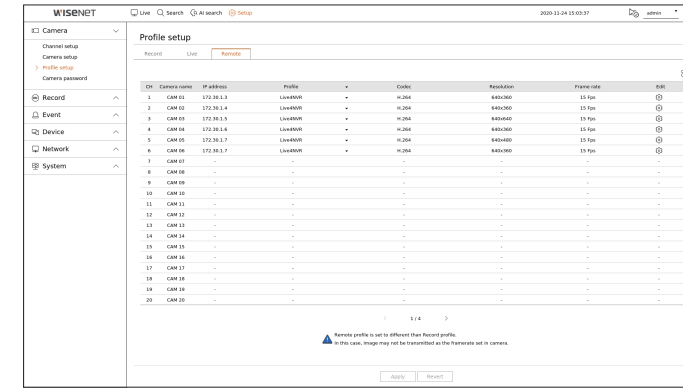 WISENET Live Search AI search Setup 2020-11-24 15:03:37 admin
Camera
Channel setup
Camera setup
> Profile setup
Camera password
Record
Event
Device
Network
System
Profile setup
Record Live Remote
CH Camera name IP address Profile Codec Resolution Frame rate Edit
1 CAM 01 172.30.1.3 Live4NVR H.264 640x360 15 Fps
2 CAM 02 172.30.1.4 Live4NVR H.264 640x360 15 Fps
3 CAM 03 172.30.1.5 Live4NVR H.264 640x640 15 Fps
4 CAM 04 172.30.1.6 Live4NVR H.264 640x360 15 Fps
5 CAM 05 172.30.1.7 Live4NVR H.264 640x480 15 Fps
6 CAM 06 172.30.1.7 Live4NVR H.264 640x360 15 Fps
7 CAM 07 - - - - - -
8 CAM 08 - - - - - -
9 CAM 09 - - - - - -
10 CAM 10 - - - - - -
11 CAM 11 - - - - - -
12 CAM 12 - - - - - -
13 CAM 13 - - - - - -
14 CAM 14 - - - - - -
15 CAM 15 - - - - - -
16 CAM 16 - - - - - -
17 CAM 17 - - - - - -
18 CAM 18 - - - - - -
19 CAM 19 - - - - - -
20 CAM 20 - - - - - -
< 1 / 4 >
Remote profile is set to different than Record profile.
In this case, image may not be transmitted as the framerate set in camera.
Apply Revert